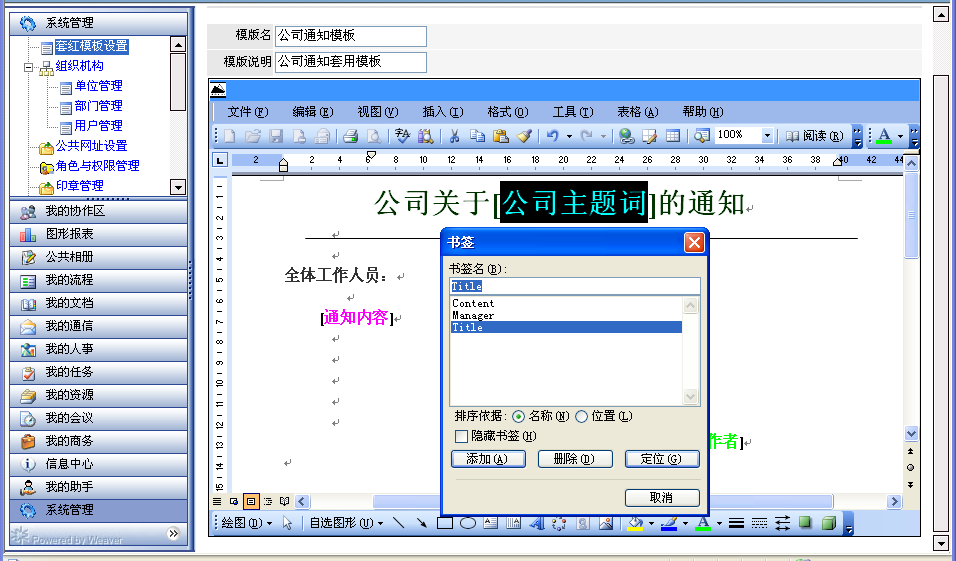 系统管理
套红模板设置
组织机构
单位管理
部门管理
用户管理
公共网址设置
角色与权限管理
印章管理
我的协作区
图形报表
公共相册
我的流程
我的文档
我的通信
我的人事
我的任务
我的资源
我的会议
我的商务
信息中心
我的助手
系统管理
Powered by Weaver
模版名 公司通知模板
模版说明 公司通知套用模板
文件(F) 编辑(E) 视图(V) 插入(I) 格式(O) 工具(T) 表格(A) 帮助(H)
100% 阅读(R) A
L 2 2 4 6 8 10 12 14 16 18 20 22 24 26 28 30 32 34 36 38 40 42 44
公司关于[公司主题词]的通知
全体工作人员：
[通知内容]
作者]
书签
书签名(B):
Title
Content
Manager
Title
排序依据: 名称(N) 位置(L)
隐藏书签(H)
添加(A) 删除(D) 定位(G)
取消
绘图(D) 自选图形(U)